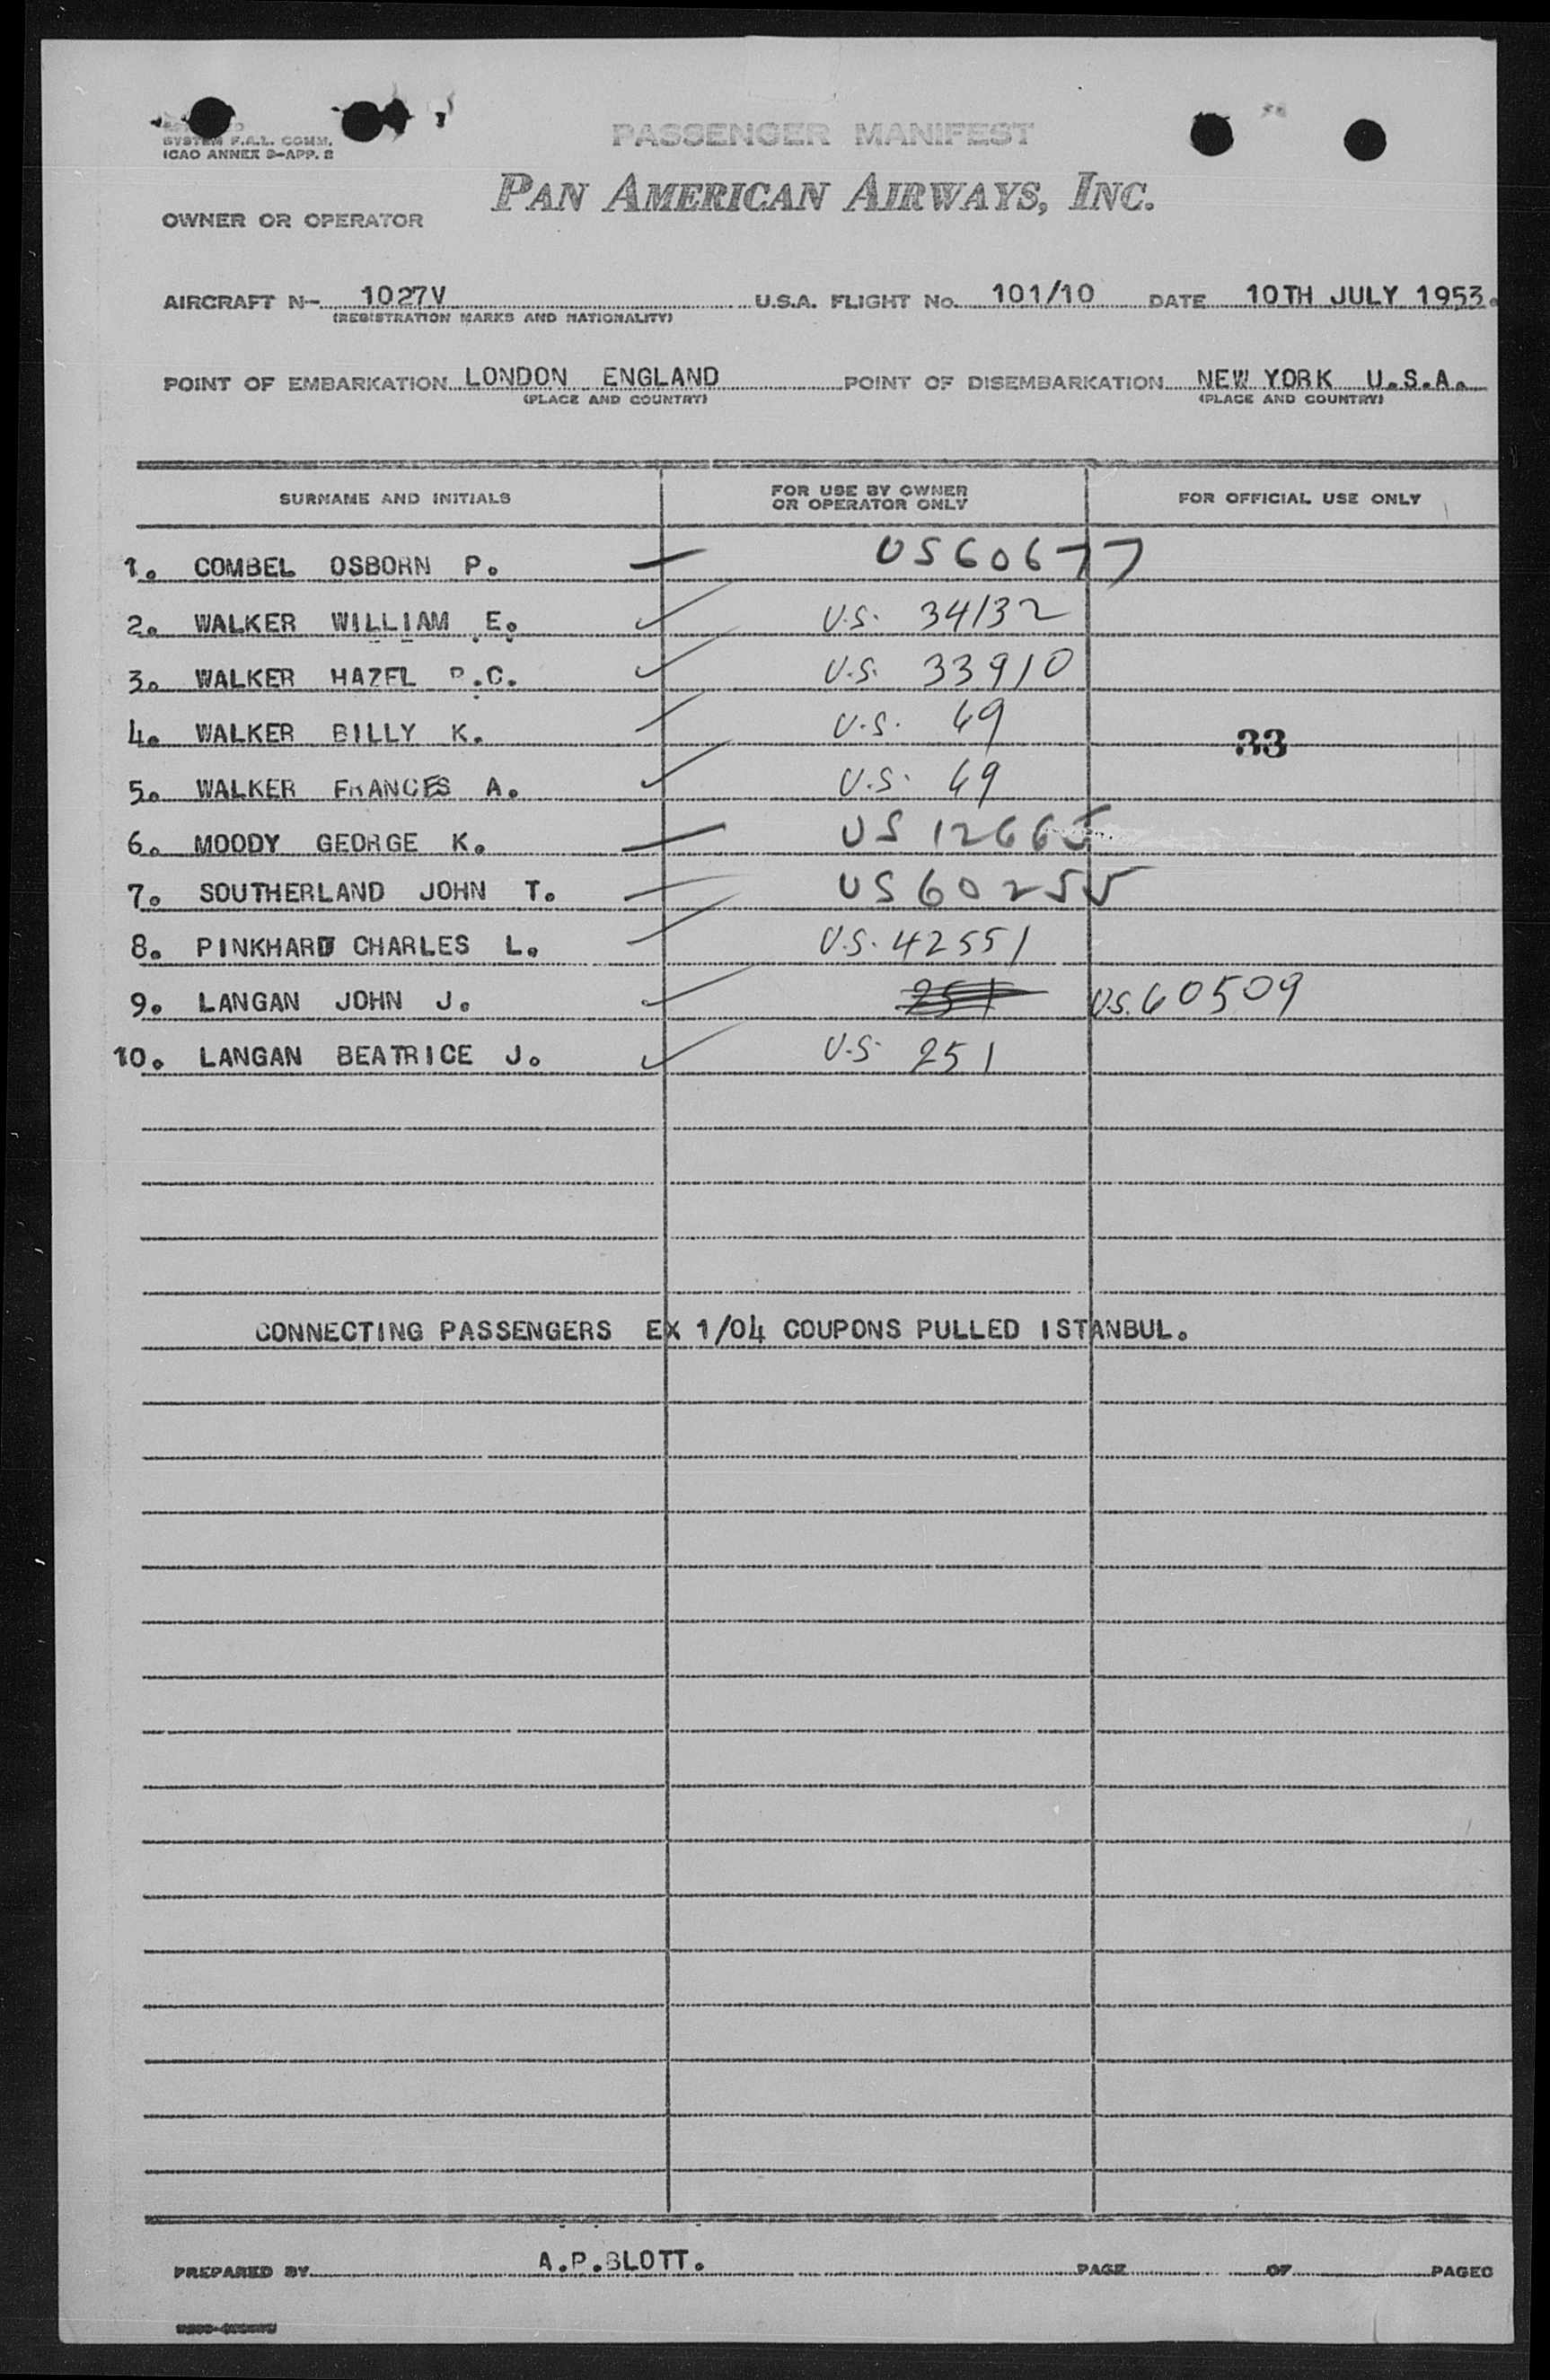 SYSTEM F.A.L. COMM.
ICAO ANNEX 9-APP. 2
PASSENGER MANIFEST
PAN AMERICAN AIRWAYS, INC.
OWNER OR OPERATOR
AIRCRAFT N- 1027V U.S.A. FLIGHT No. 101/10 DATE 10TH JULY 1953.
(REGISTRATION MARKS AND NATIONALITY)
POINT OF EMBARKATION LONDON ENGLAND POINT OF DISEMBARKATION NEW YORK U.S.A.
(PLACE AND COUNTRY) (PLACE AND COUNTRY)
SURNAME AND INITIALS FOR USE BY OWNER OR OPERATOR ONLY FOR OFFICIAL USE ONLY
1. COMBEL OSBORN P. US60677
2. WALKER WILLIAM E. U.S. 34132
3. WALKER HAZEL .C. U.S. 33910
4. WALKER BILLY K. U.S. 49
33
5. WALKER FRANCES A. U.S. 49
6. MOODY GEORGE K. US 12665
7. SOUTHERLAND JOHN T. US60255
8. PINKHARD CHARLES L. U.S. 42551
9. LANGAN JOHN J. 251 U.S. 60509
10. LANGAN BEATRICE J. U.S. 251
CONNECTING PASSENGERS EX 1/04 COUPONS PULLED ISTANBUL.
PREPARED BY A.P.BLOTT. PAGE OF PAGES